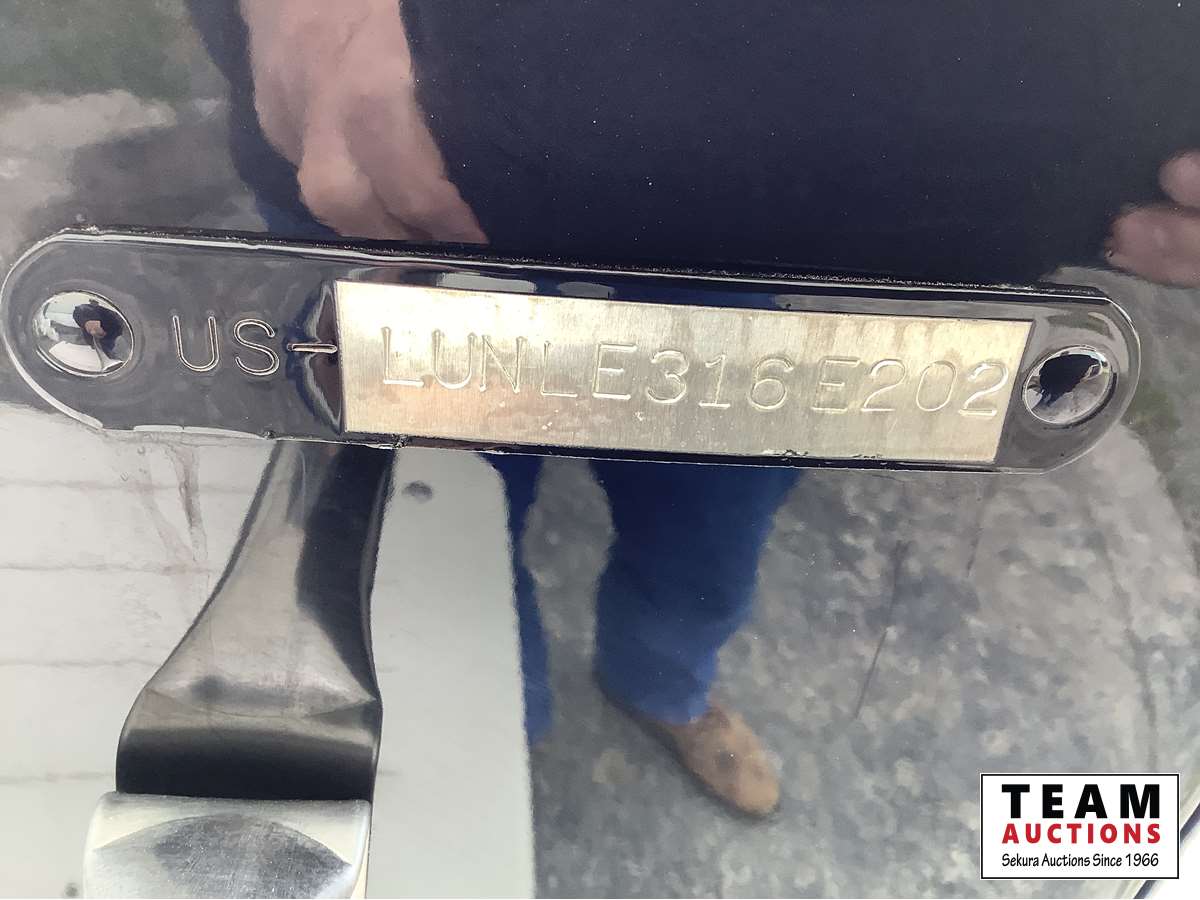 US-LUNLE316E202
TEAM
AUCTIONS
Sekura Auctions Since 1966